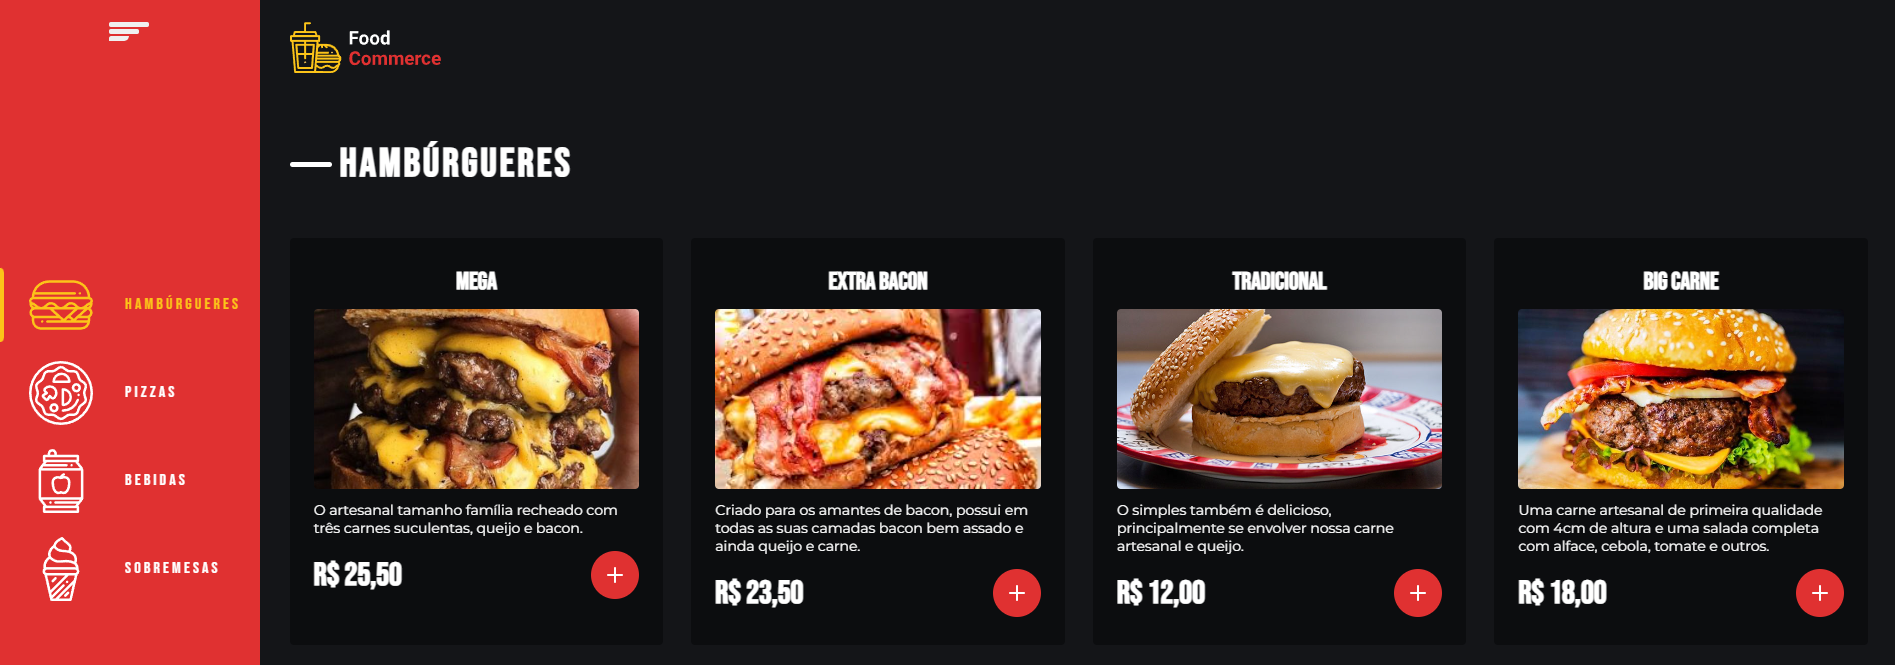 Food
Commerce
HAMBÚRGUERES
HAMBÚRGUERES
PIZZAS
BEBIDAS
SOBREMESAS
MEGA
O artesanal tamanho família recheado com
três carnes suculentas, queijo e bacon.
R$ 25,50
EXTRA BACON
Criado para os amantes de bacon, possui em
todas as suas camadas bacon bem assado e
ainda queijo e carne.
R$ 23,50
TRADICIONAL
O simples também é delicioso,
principalmente se envolver nossa carne
artesanal e queijo.
R$ 12,00
BIG CARNE
Uma carne artesanal de primeira qualidade
com 4cm de altura e uma salada completa
com alface, cebola, tomate e outros.
R$ 18,00